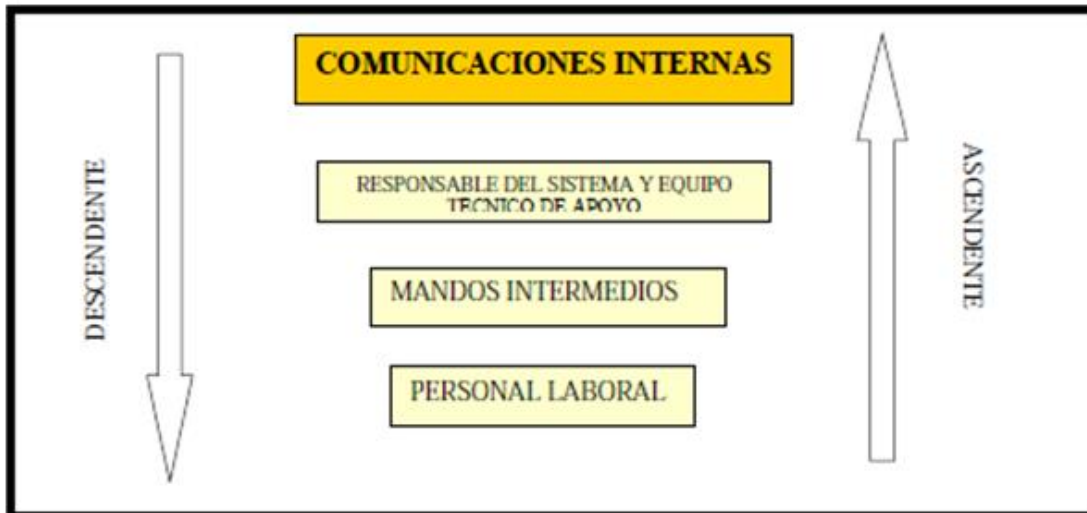 COMUNICACIONES INTERNAS
DESCENDENTE
RESPONSABLE DEL SISTEMA Y EQUIPO
TECNICO DE APOYO
MANDOS INTERMEDIOS
PERSONAL LABORAL
ASCENDENTE